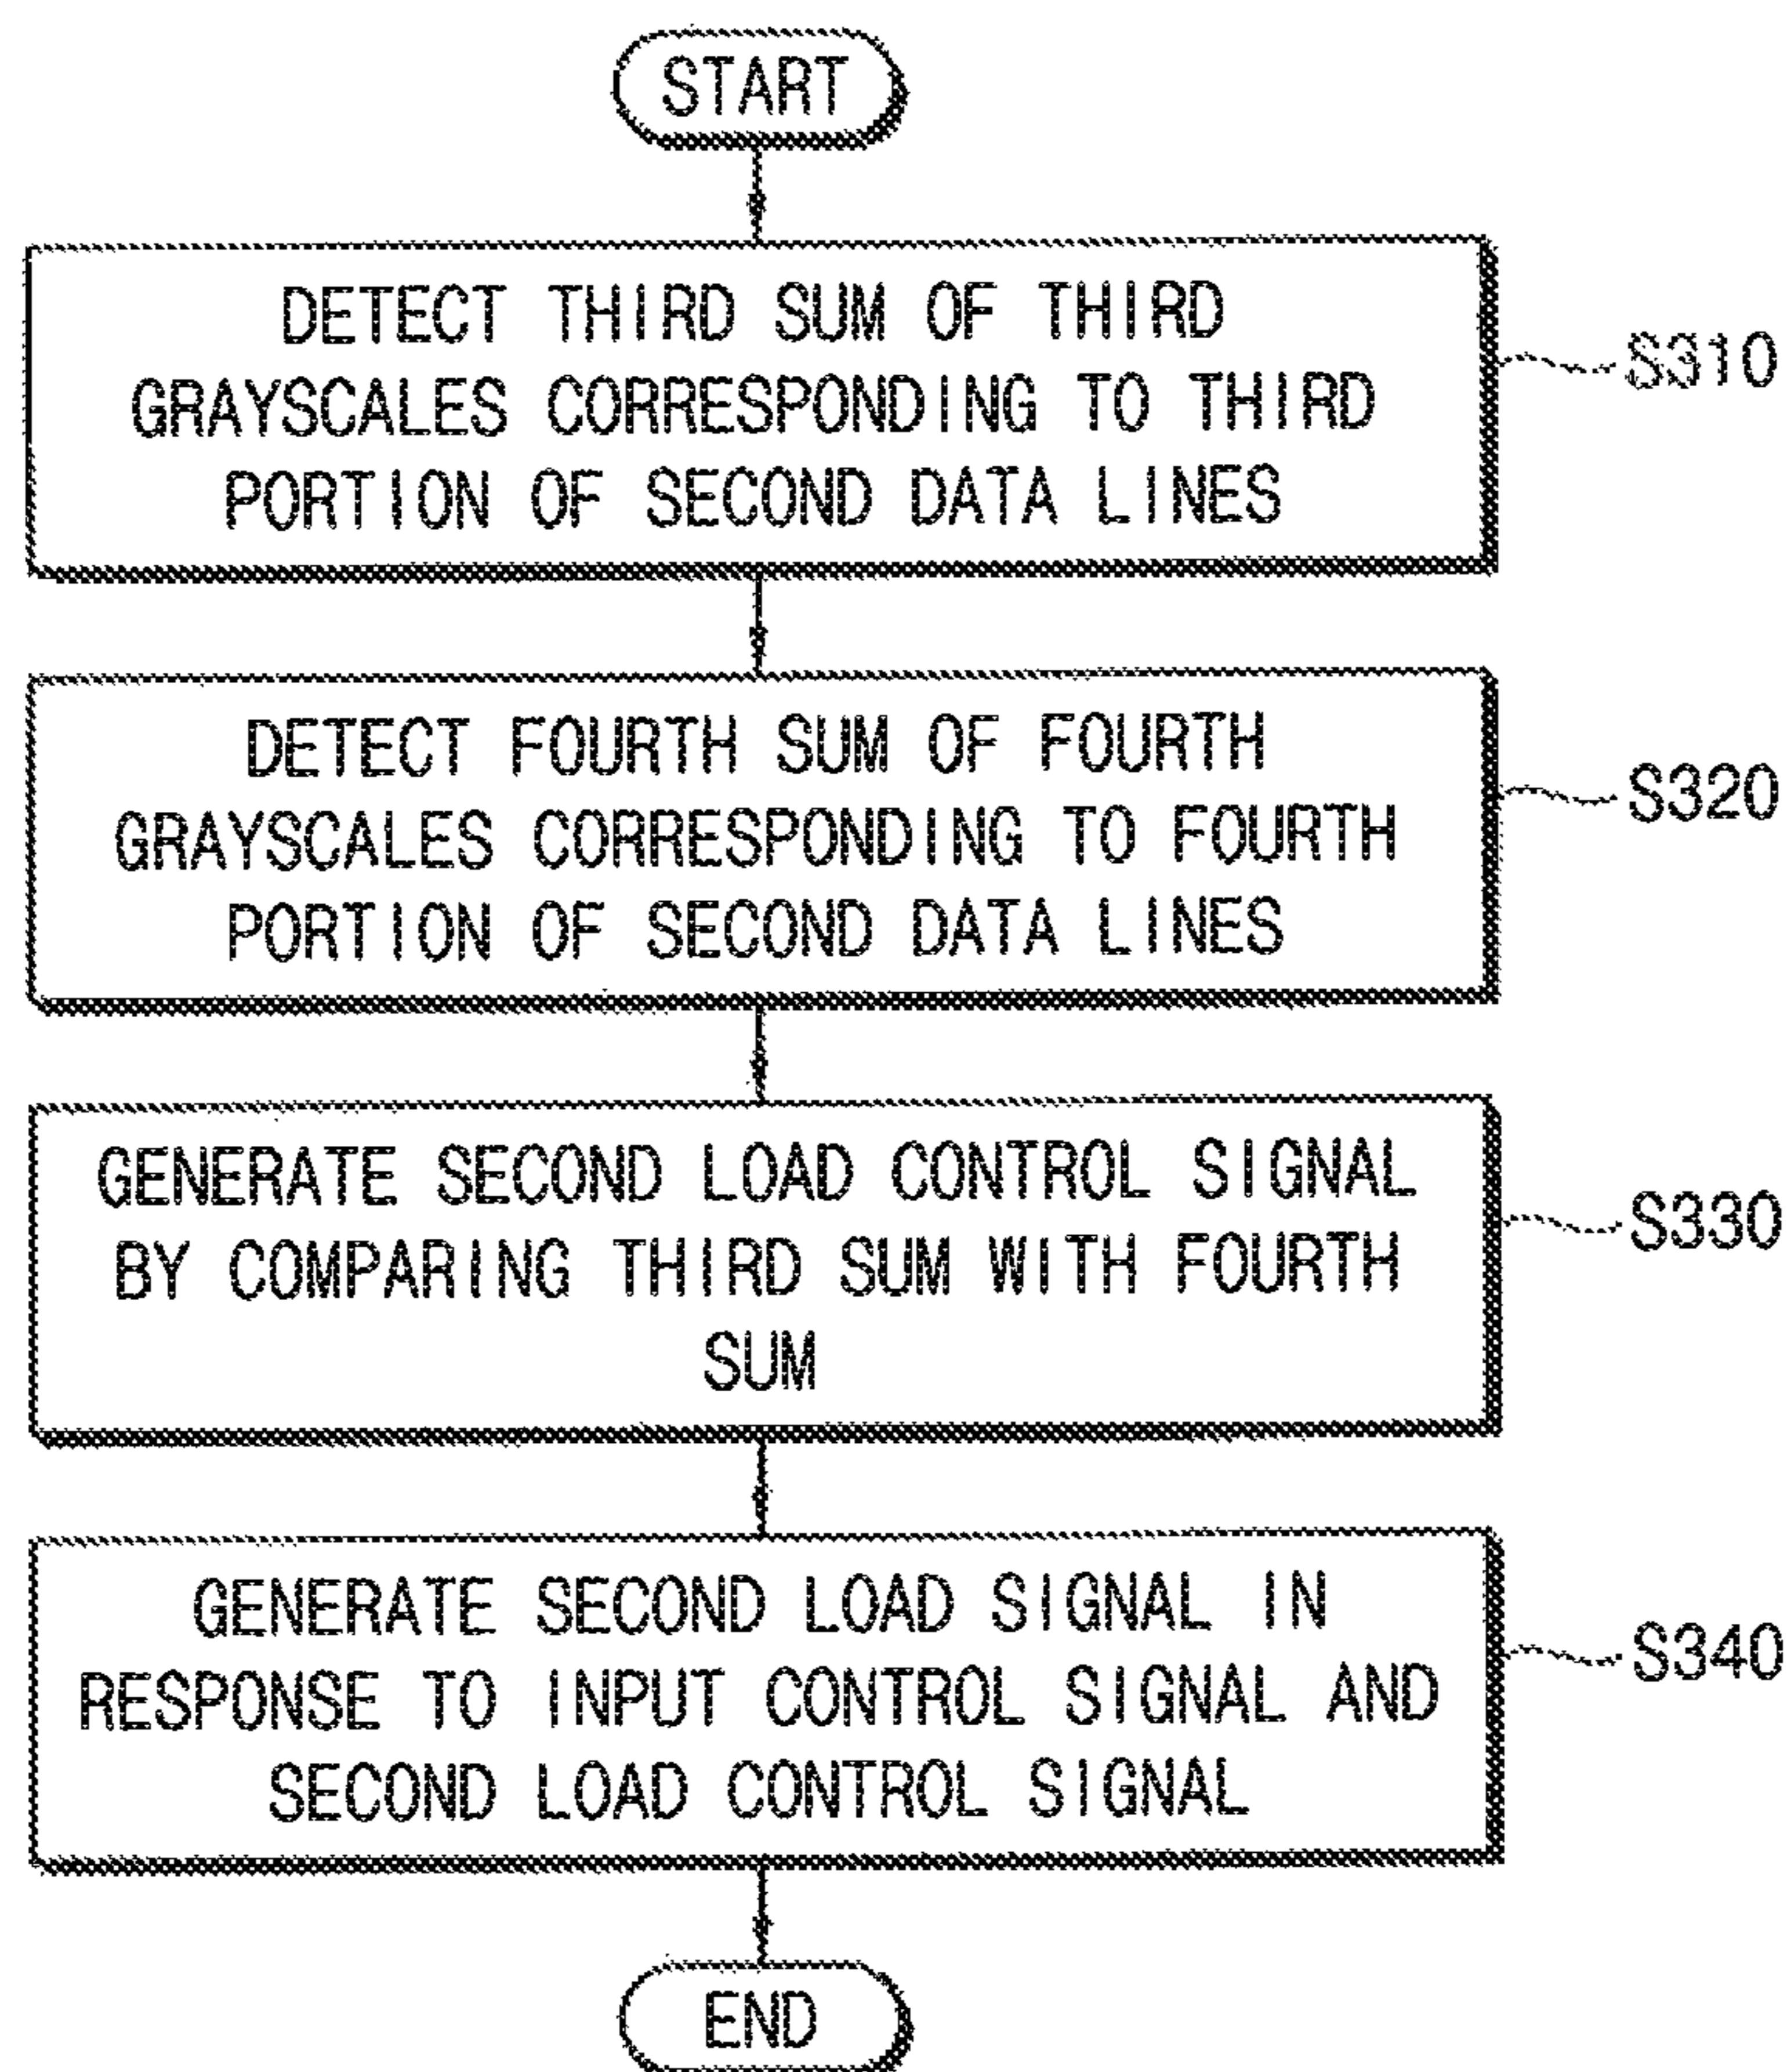 START
DETECT THIRD SUM OF THIRD
GRAYSCALES CORRESPONDING TO THIRD
PORTION OF SECOND DATA LINES
S310
DETECT FOURTH SUM OF FOURTH
GRAYSCALES CORRESPONDING TO FOURTH
PORTION OF SECOND DATA LINES
S320
GENERATE SECOND LOAD CONTROL SIGNAL
BY COMPARING THIRD SUM WITH FOURTH
SUM
S330
GENERATE SECOND LOAD SIGNAL IN
RESPONSE TO INPUT CONTROL SIGNAL AND
SECOND LOAD CONTROL SIGNAL
S340
END